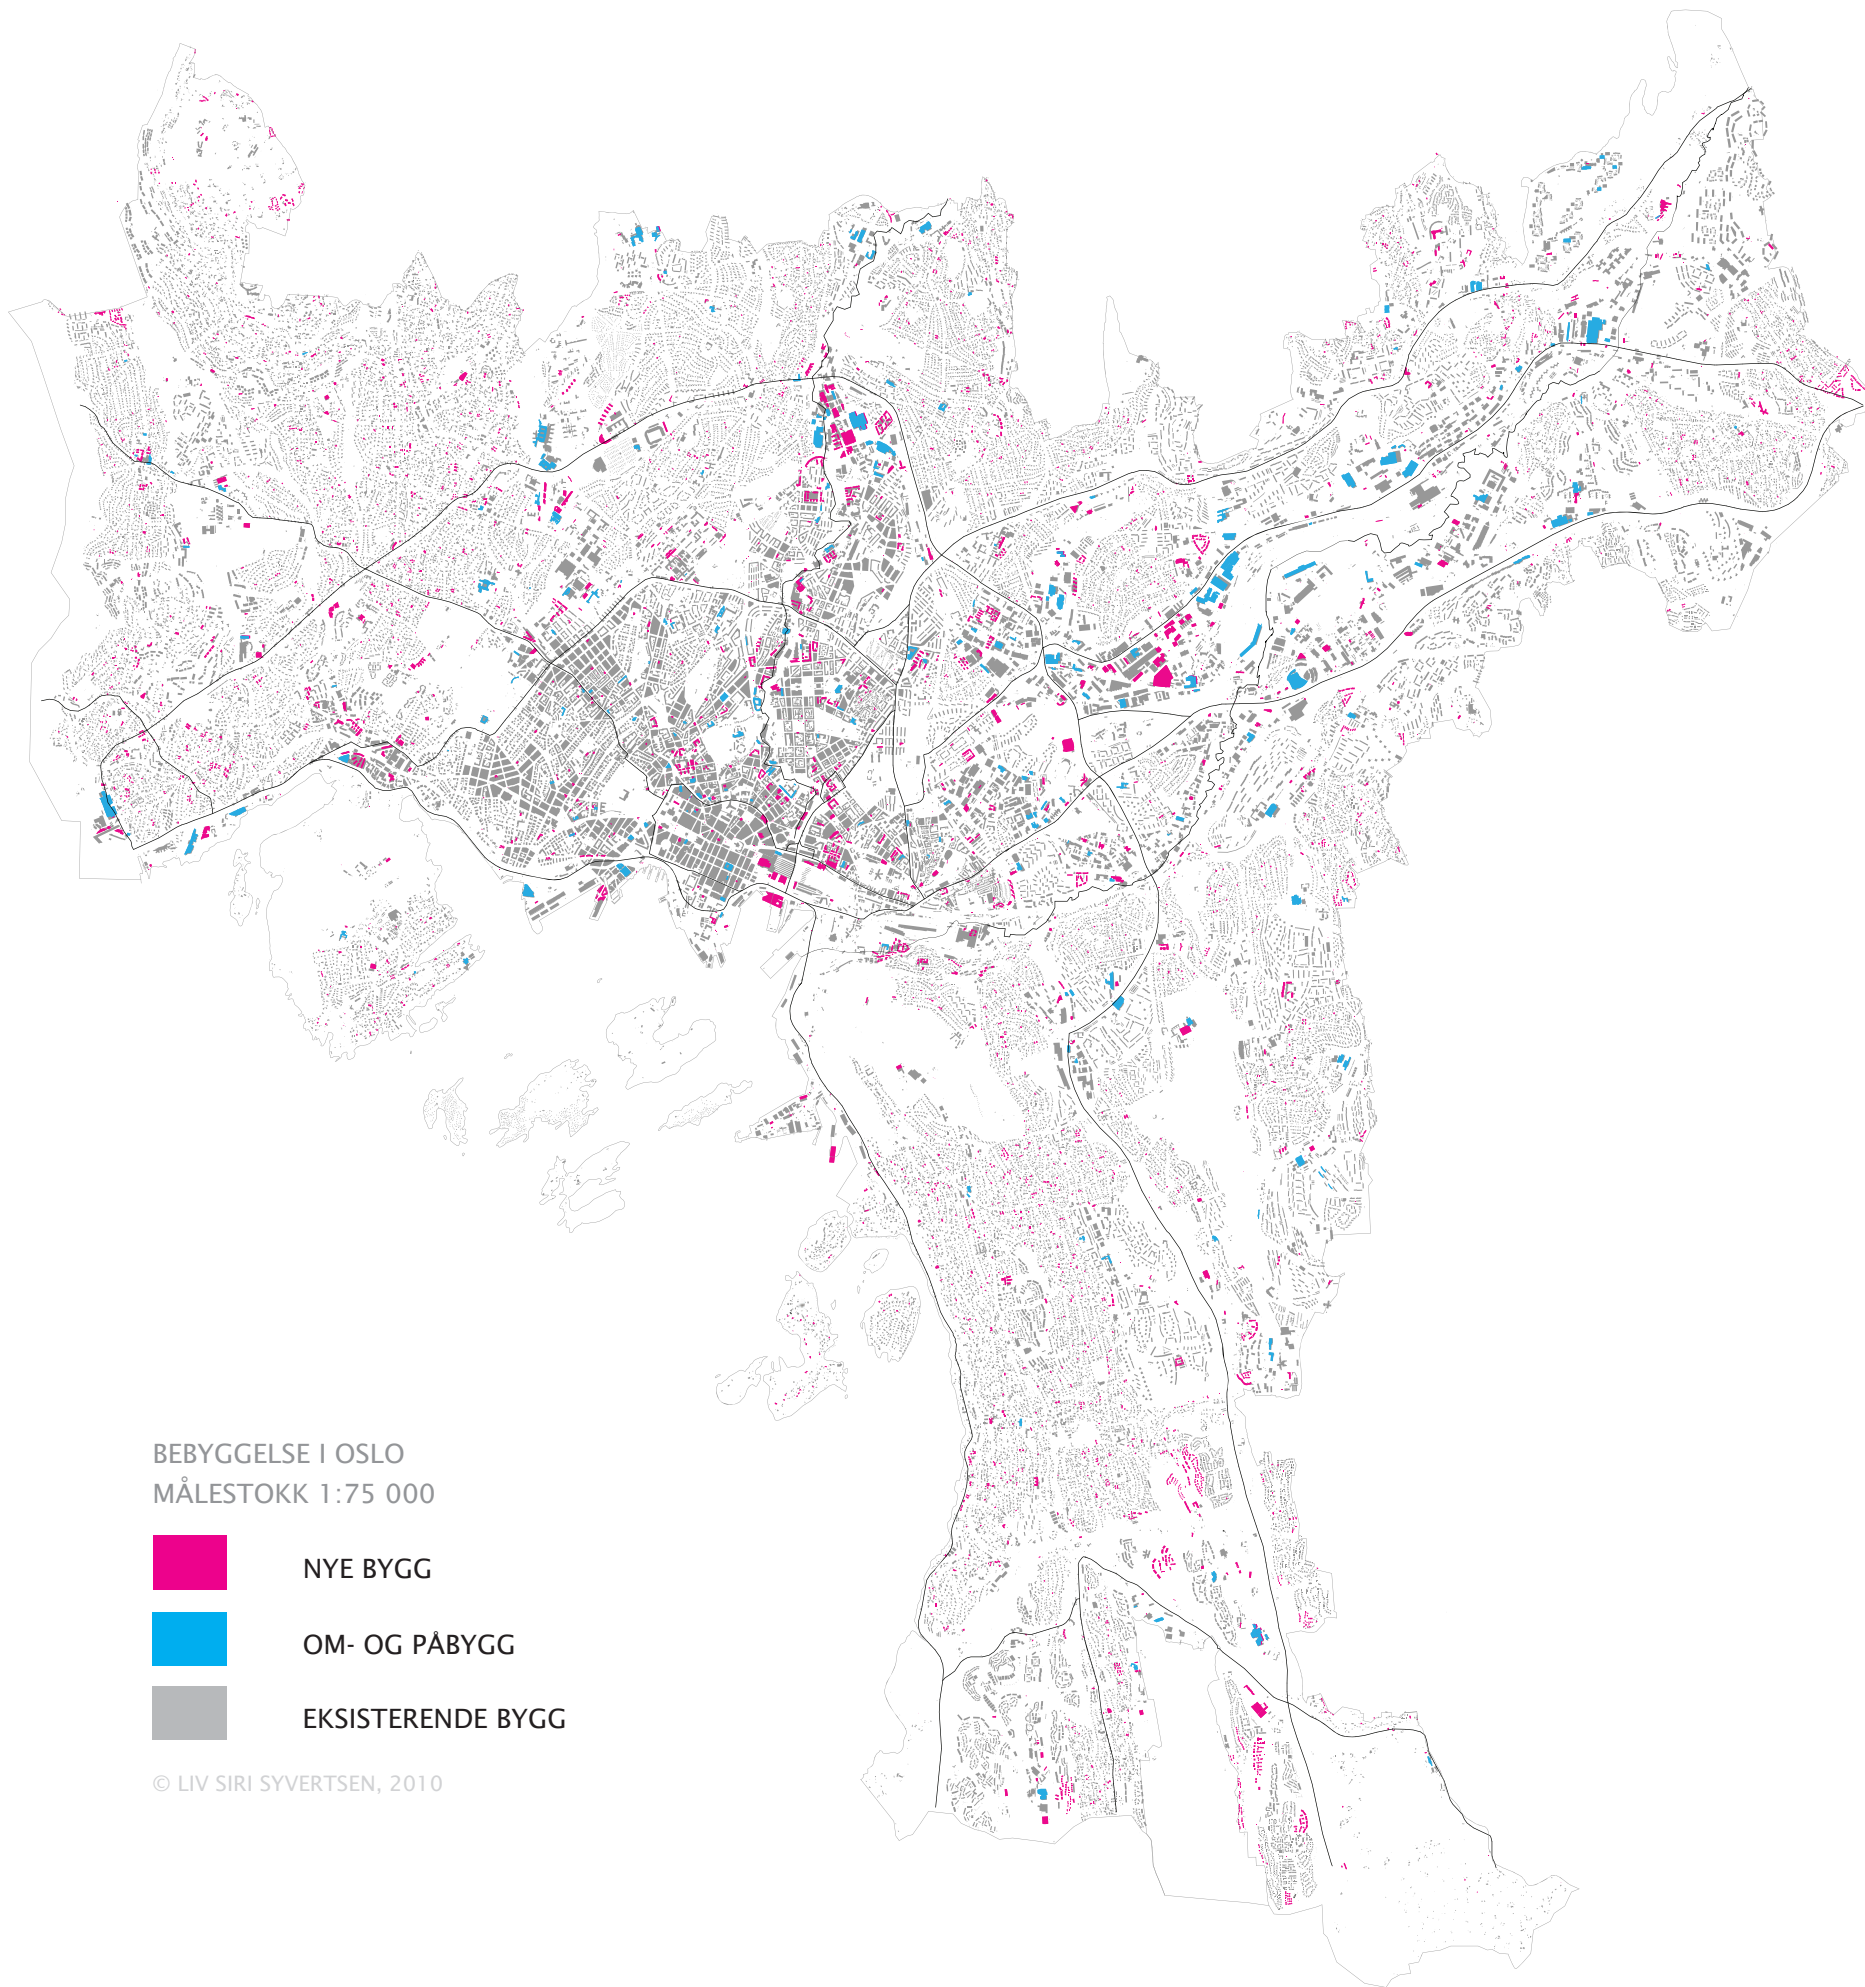 BEBYGGELSE I OSLO
MÅLESTOKK 1:75 000
NYE BYGG
OM- OG PÅBYGG
EKSISTERENDE BYGG
© LIV SIRI SYVERTSEN, 2010